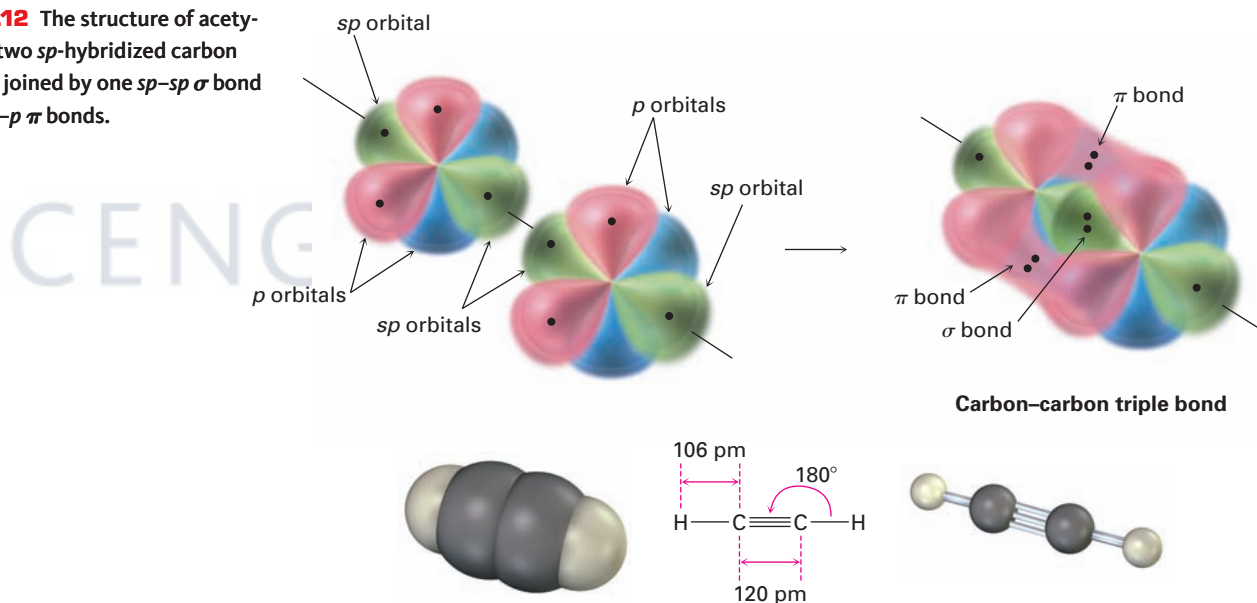 .12 The structure of acety-
two sp-hybridized carbon
joined by one sp–sp σ bond
–p π bonds.
CENG
sp orbital
p orbitals
sp orbital
p orbitals
sp orbitals
π bond
π bond
σ bond
Carbon–carbon triple bond
106 pm
180°
H—C≡C—H
120 pm